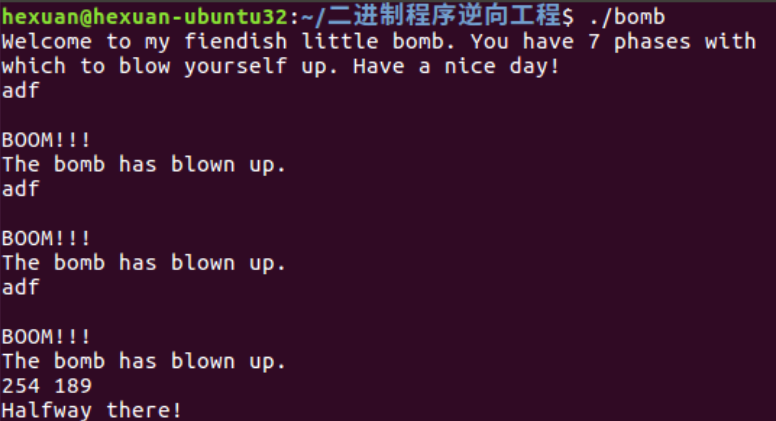 hexuan@hexuan-ubuntu32:~/二进制程序逆向工程$ ./bomb
Welcome to my fiendish little bomb. You have 7 phases with
which to blow yourself up. Have a nice day!
adf
BOOM!!!
The bomb has blown up.
adf
BOOM!!!
The bomb has blown up.
adf
BOOM!!!
The bomb has blown up.
254 189
Halfway there!